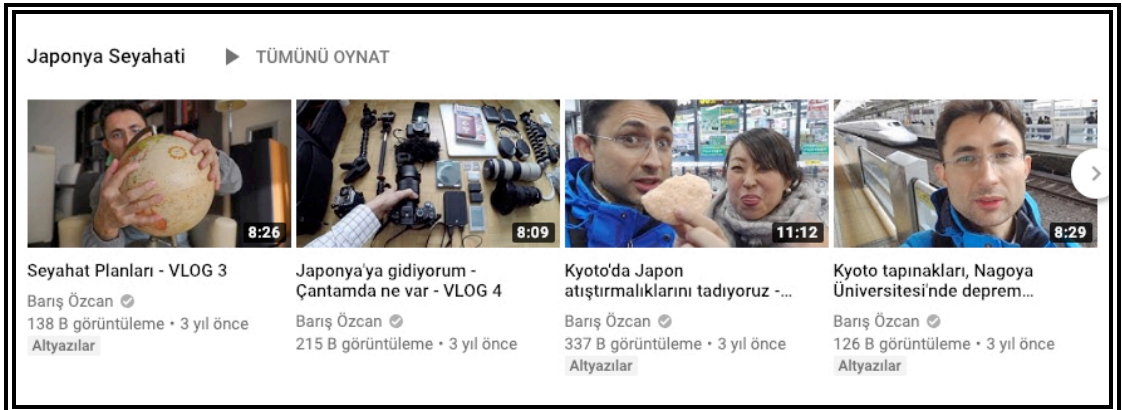 Japonya Seyahati TÜMÜNÜ OYNAT
8:26
8:09
11:12
8:29
Seyahat Planları - VLOG 3
Barış Özcan
138 B görüntüleme • 3 yıl önce
Altyazılar
Japonya'ya gidiyorum -
Çantamda ne var - VLOG 4
Barış Özcan
215 B görüntüleme • 3 yıl önce
Kyoto'da Japon
atıştırmalıklarını tadıyoruz -...
Barış Özcan
337 B görüntüleme • 3 yıl önce
Altyazılar
Kyoto tapınakları, Nagoya
Üniversitesi'nde deprem...
Barış Özcan
126 B görüntüleme • 3 yıl önce
Altyazılar